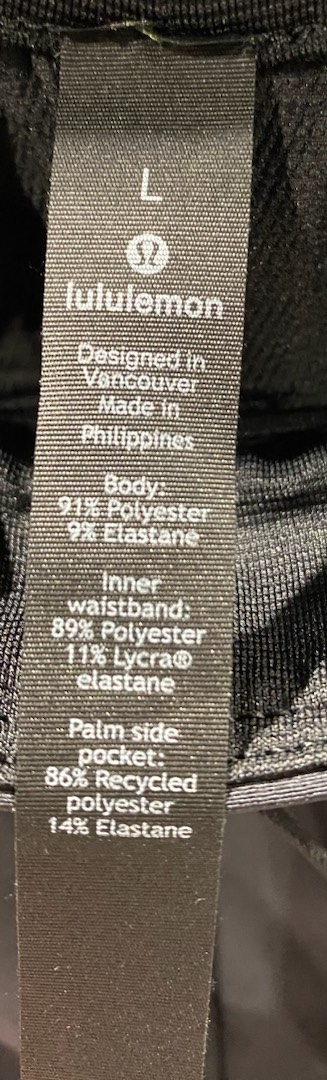 L
lululemon
Designed in
Vancouver
Made in
Philippines
Body:
91% Polyester
9% Elastane
Inner
waistband:
89% Polyester
11% Lycra®
elastane
Palm side
pocket:
86% Recycled
polyester
14% Elastane